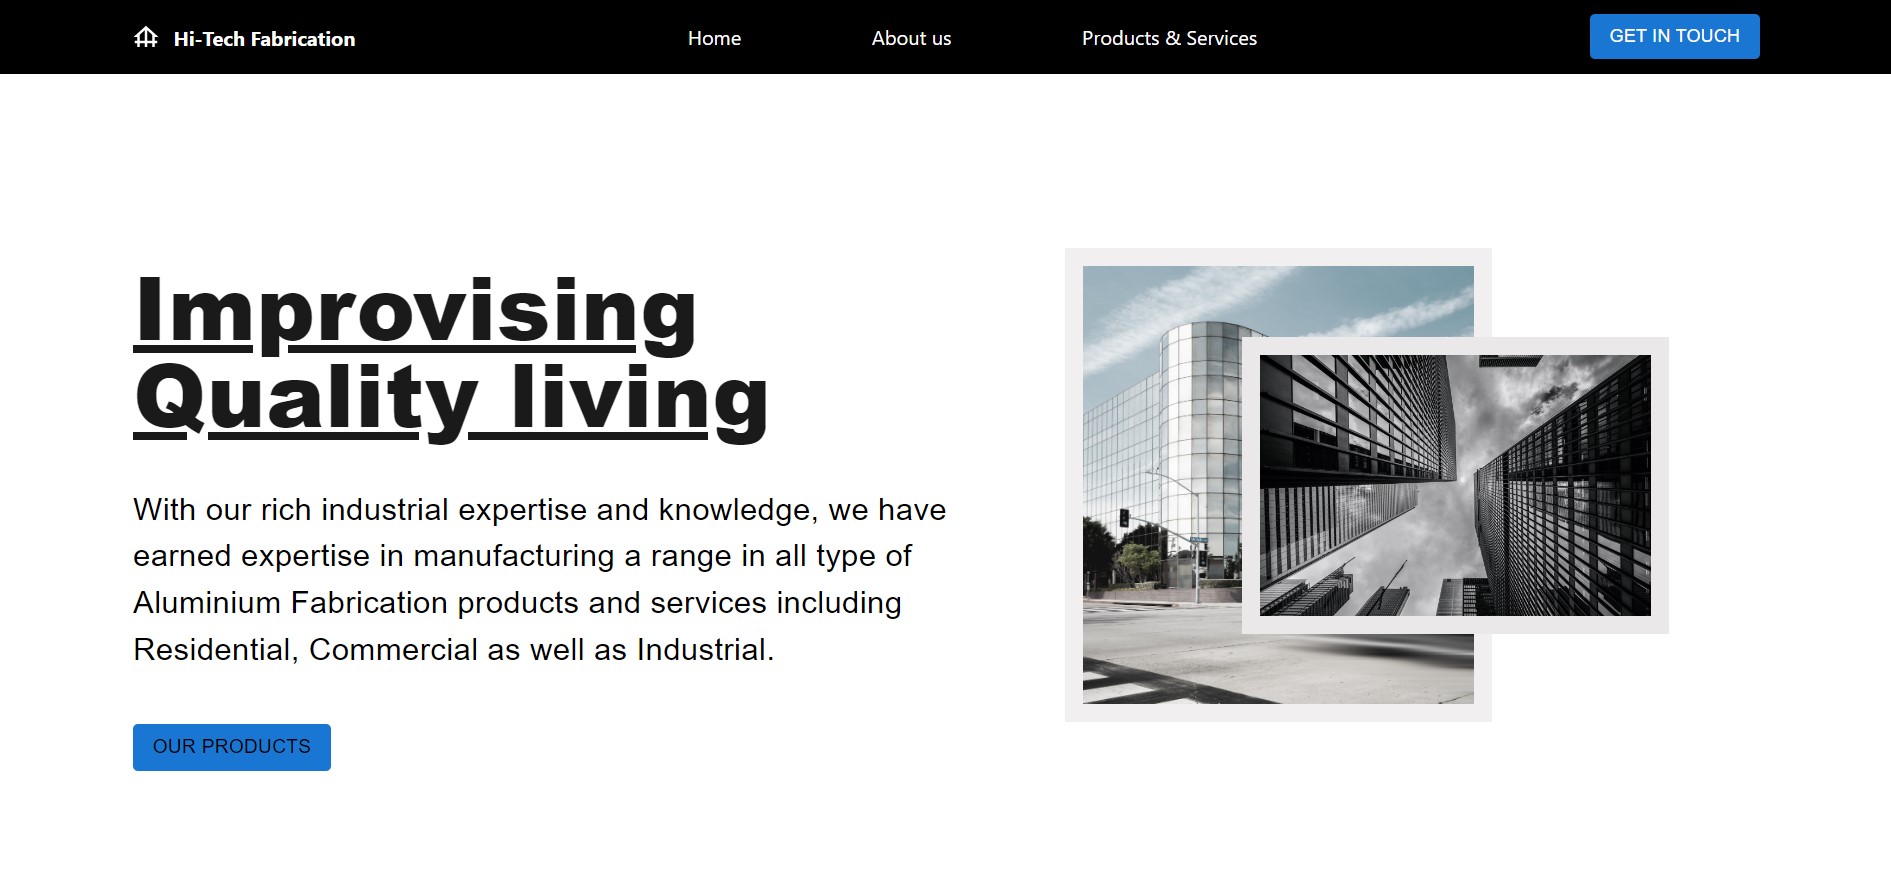 Hi-Tech Fabrication
Home
About us
Products & Services
GET IN TOUCH
Improvising
Quality living
With our rich industrial expertise and knowledge, we have
earned expertise in manufacturing a range in all type of
Aluminium Fabrication products and services including
Residential, Commercial as well as Industrial.
OUR PRODUCTS